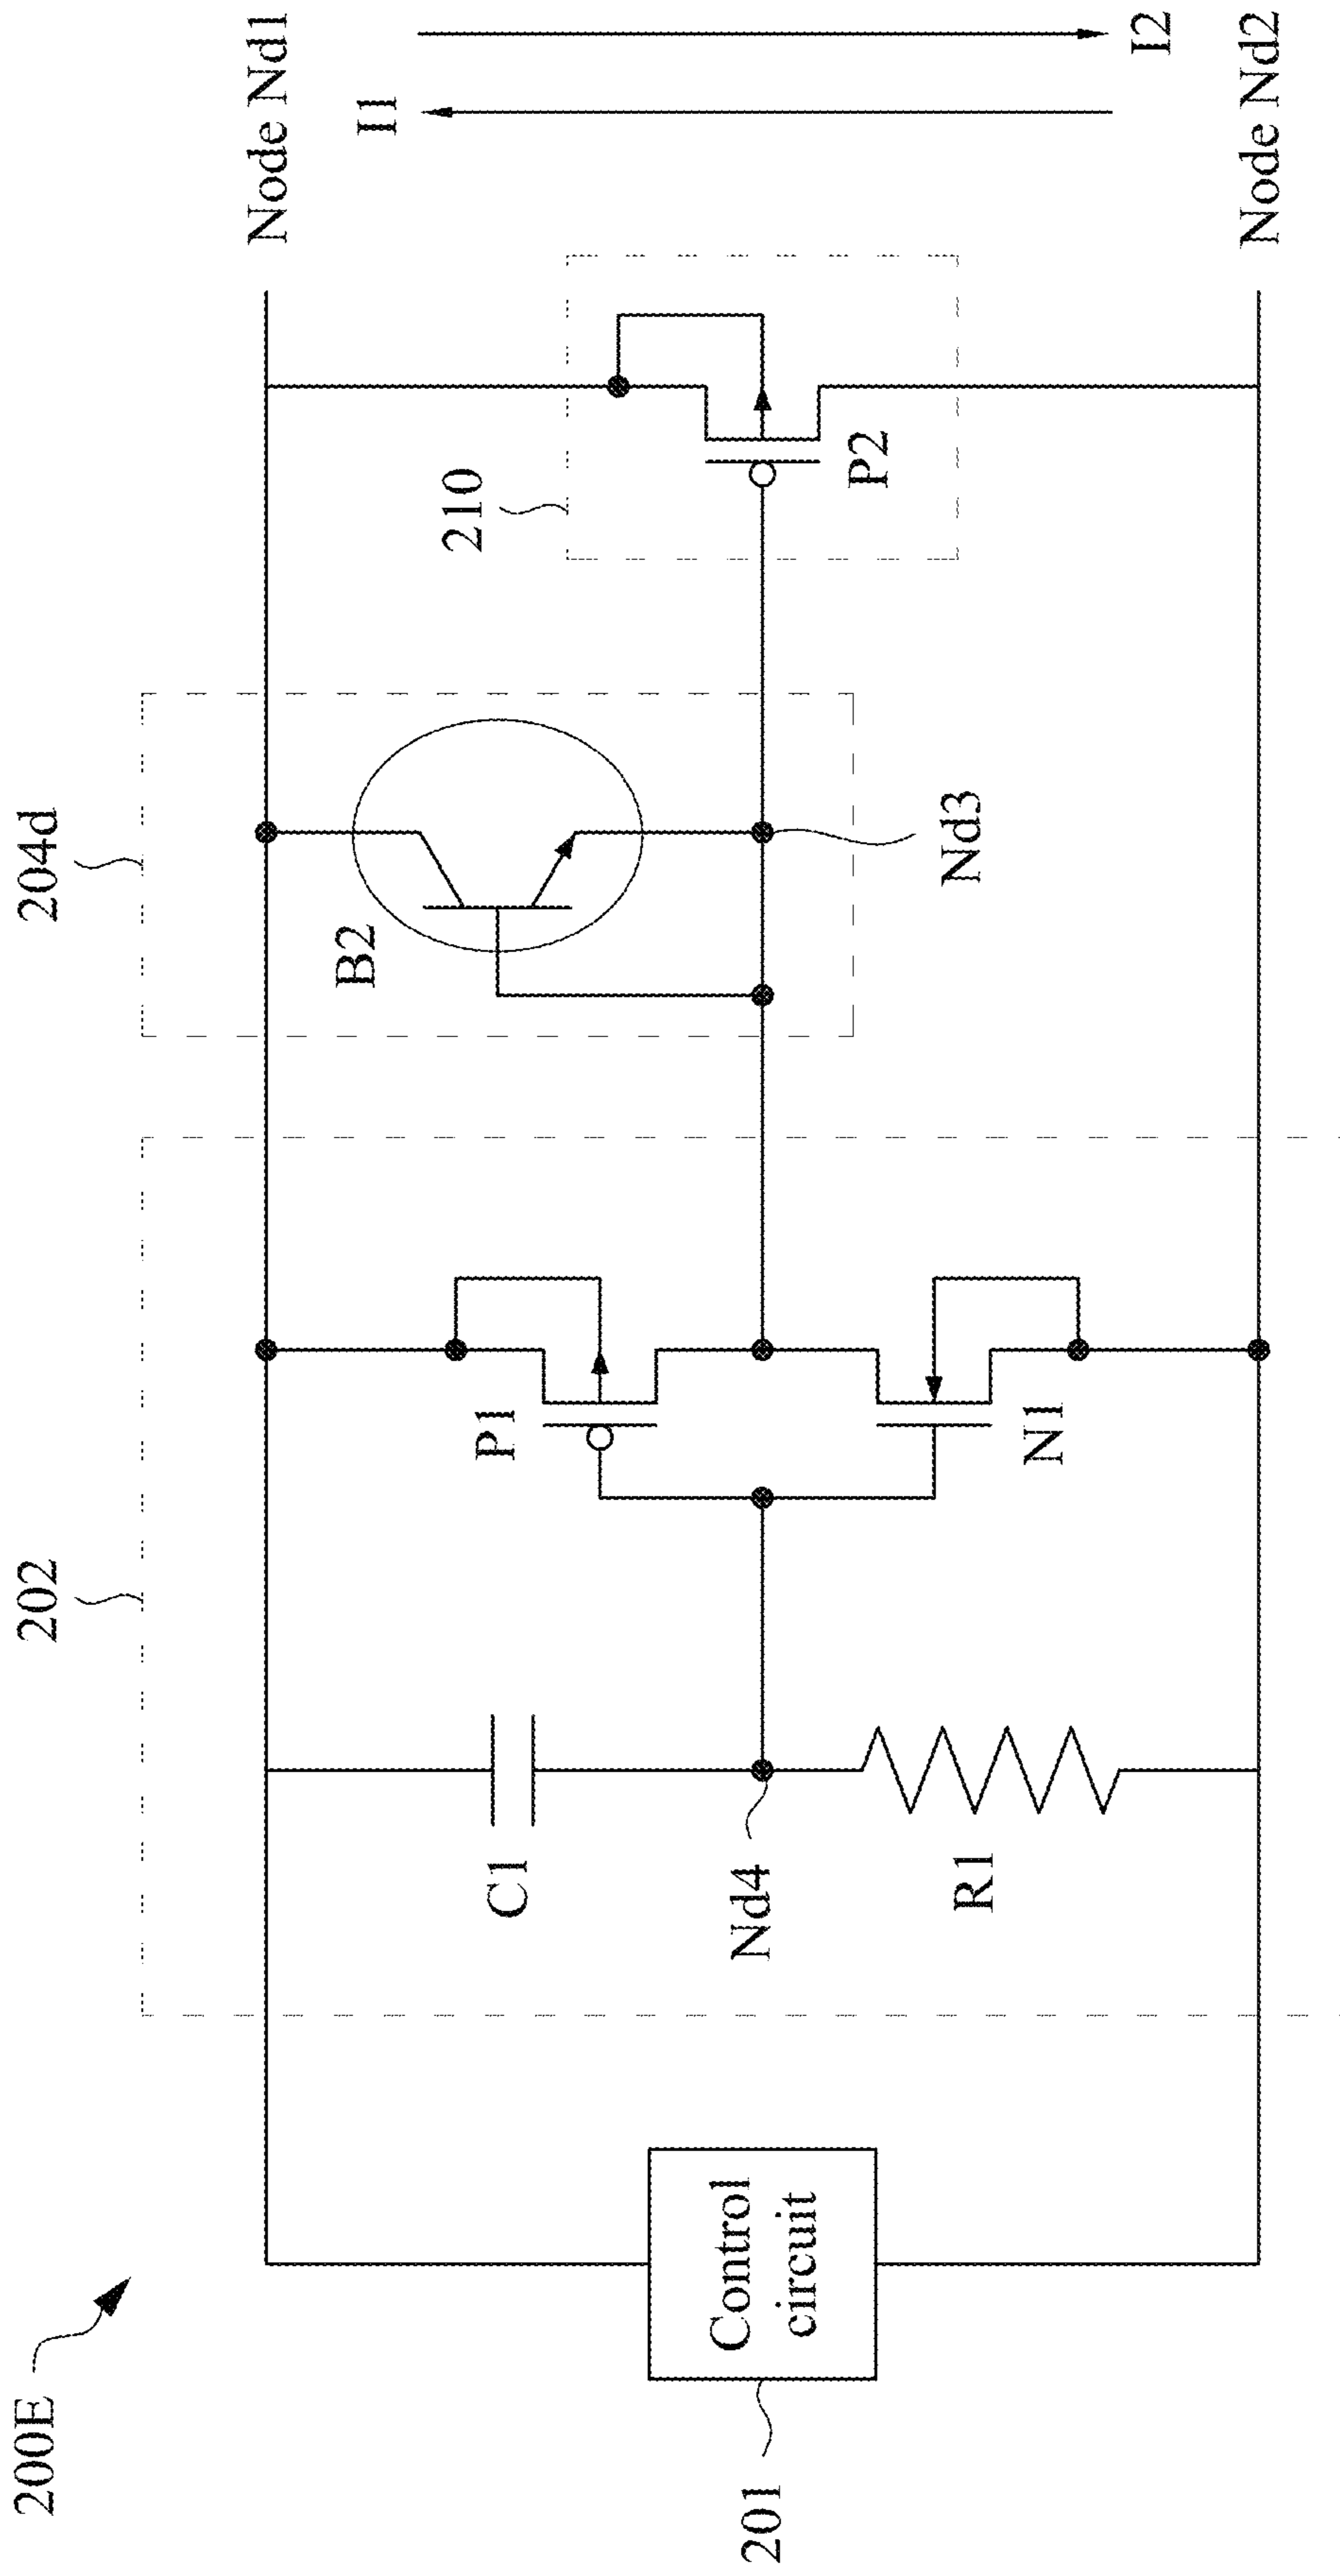 200E
202
204d
Node Nd1
I1
I2
Node Nd2
210
P2
B2
Nd3
P1
N1
C1
Nd4
R1
Control
circuit
201